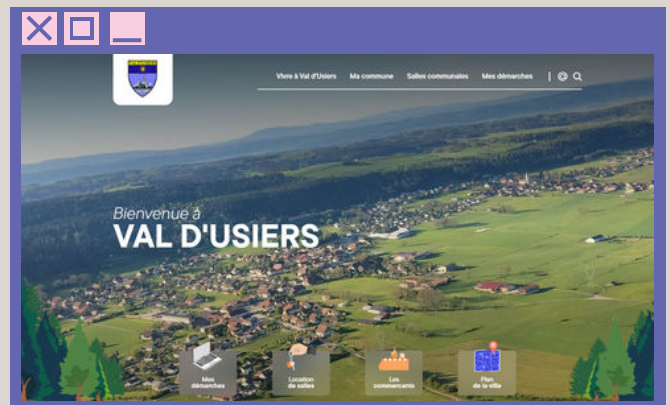 Vivre à Val d'Usiers Ma commune Salles communales Mes démarches
Bienvenue à
VAL D'USIERS
Mes
démarches
Location
de salles
Les
commerçants
Plan
de la ville